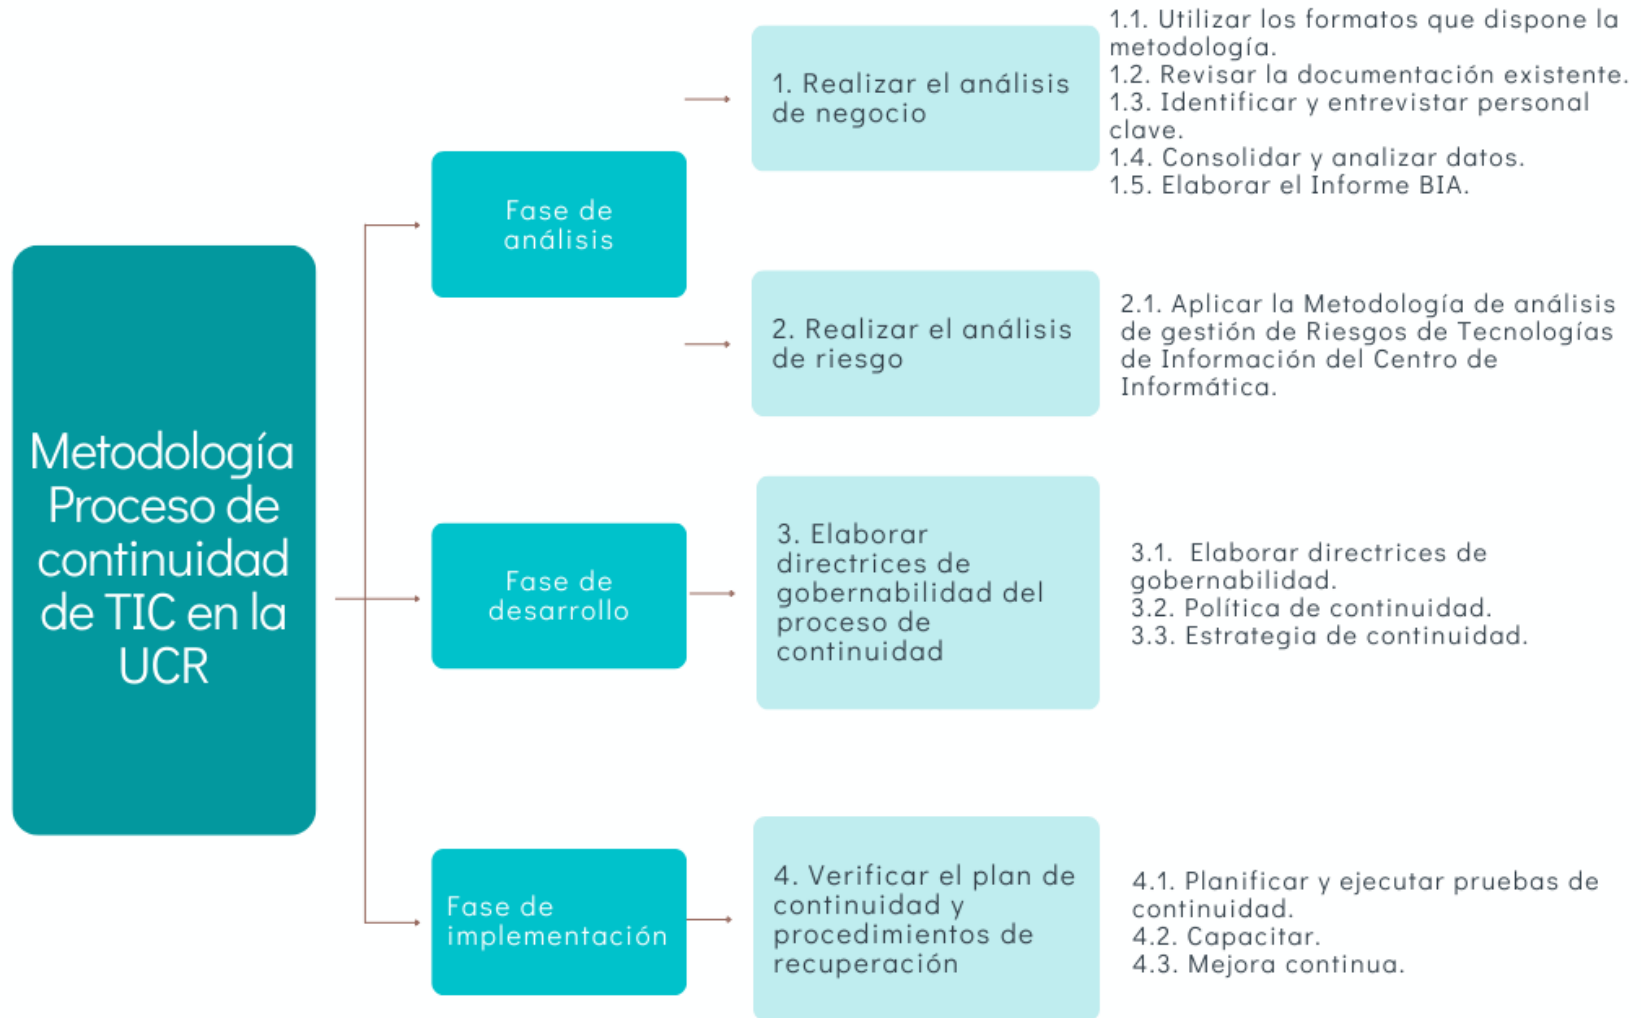 Metodología
Proceso de
continuidad
de TIC en la
UCR
Fase de
análisis
1. Realizar el análisis
de negocio
1.1. Utilizar los formatos que dispone la
metodología.
1.2. Revisar la documentación existente.
1.3. Identificar y entrevistar personal
clave.
1.4. Consolidar y analizar datos.
1.5. Elaborar el Informe BIA.
2. Realizar el análisis
de riesgo
2.1. Aplicar la Metodología de análisis
de gestión de Riesgos de Tecnologías
de Información del Centro de
Informática.
Fase de
desarrollo
3. Elaborar
directrices de
gobernabilidad del
proceso de
continuidad
3.1. Elaborar directrices de
gobernabilidad.
3.2. Política de continuidad.
3.3. Estrategia de continuidad.
Fase de
implementación
4. Verificar el plan de
continuidad y
procedimientos de
recuperación
4.1. Planificar y ejecutar pruebas de
continuidad.
4.2. Capacitar.
4.3. Mejora continua.